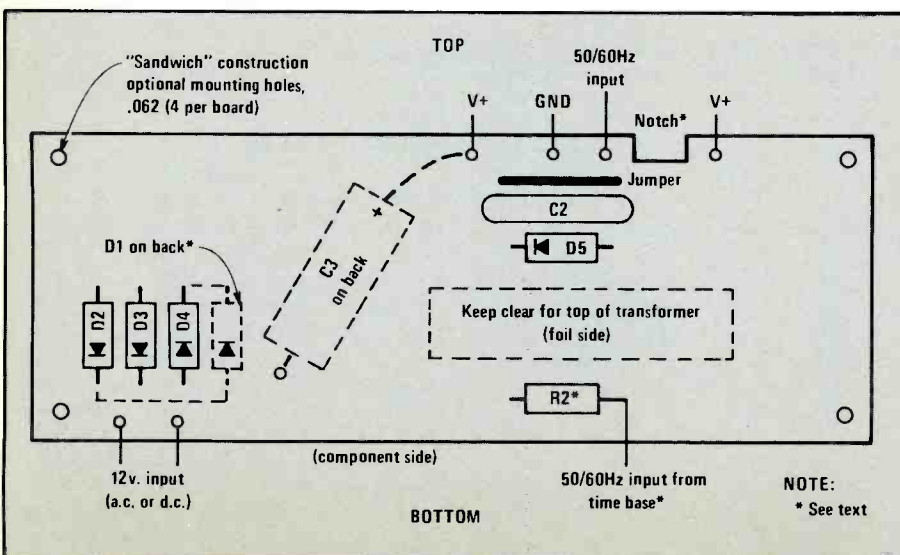 TOP
"Sandwich" construction
optional mounting holes,
.062 (4 per board)
50/60Hz
input
V+
GND
Notch*
V+
Jumper
C2
+
D1 on back*
C3
on back
D5
D2
D3
D4
Keep clear for top of transformer
(foil side)
R2*
(component side)
12v. input
(a.c. or d.c.)
50/60Hz input from
time base*
NOTE:
* See text
BOTTOM